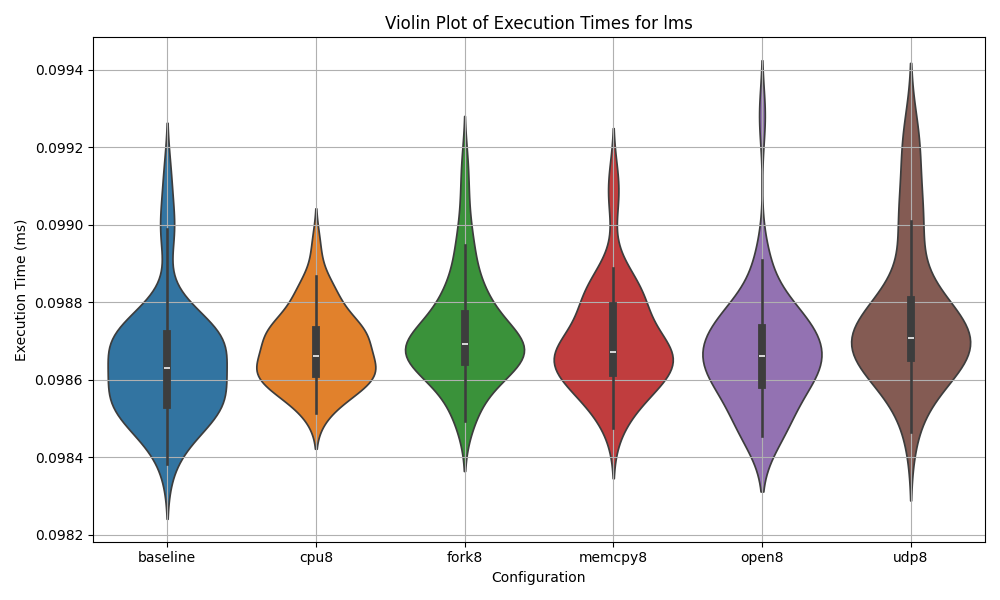 Violin Plot of Execution Times for lms
Execution Time (ms)
0.0994
0.0992
0.0990
0.0988
0.0986
0.0984
0.0982
baseline cpu8 fork8 memcpy8 open8 udp8
Configuration